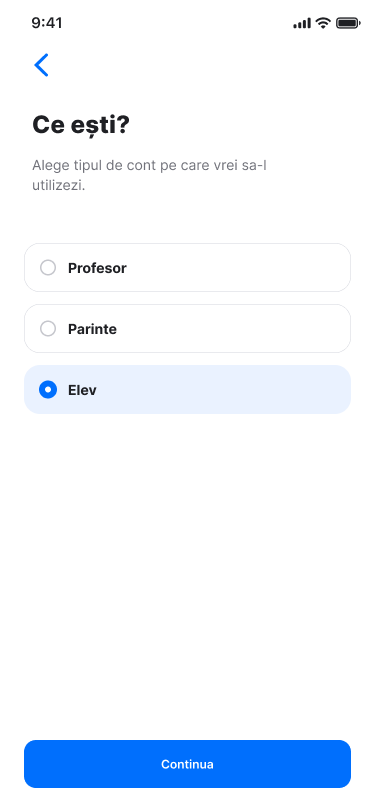 9:41
Ce ești?
Alege tipul de cont pe care vrei sa-l
utilizezi.
Profesor
Parinte
Elev
Continua